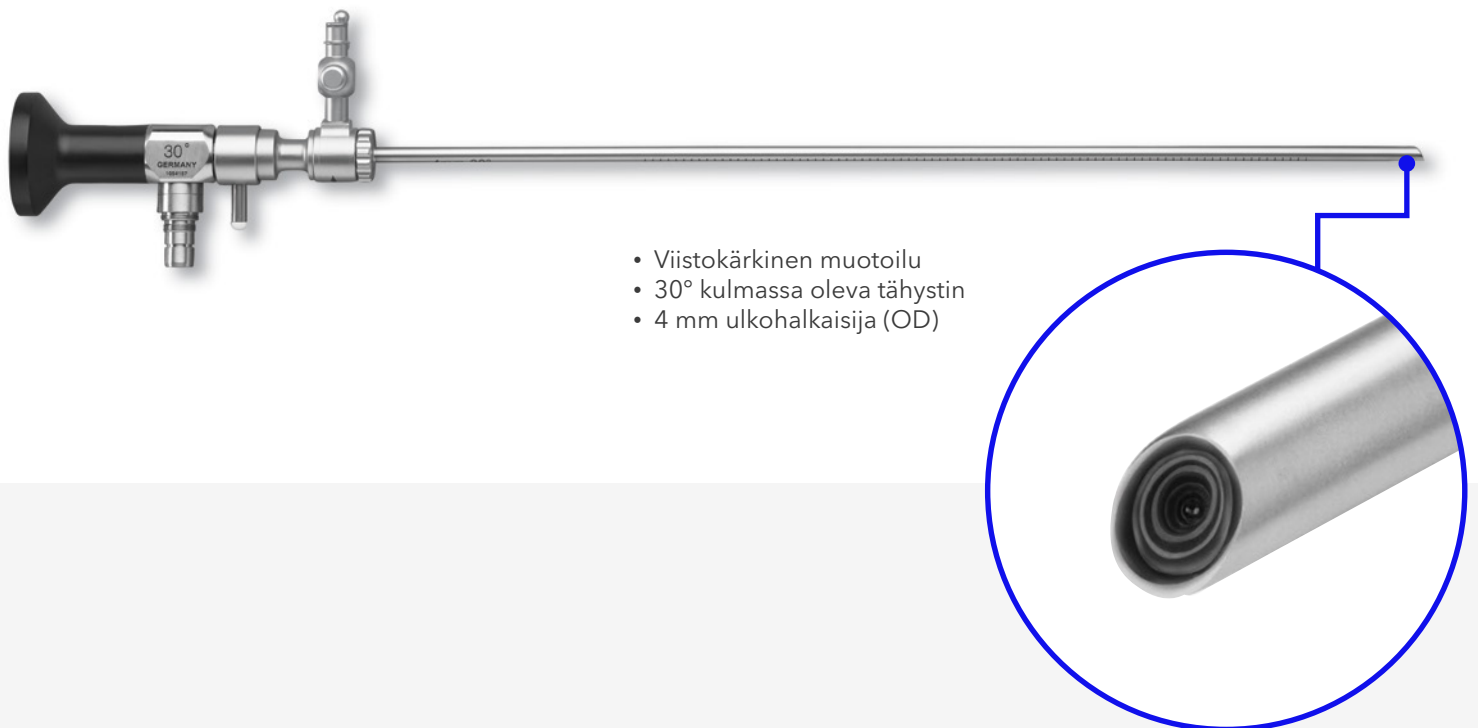 30°
GERMANY
• Viistokärkinen muotoilu
• 30° kulmassa oleva tähystin
• 4 mm ulkohalkaisija (OD)